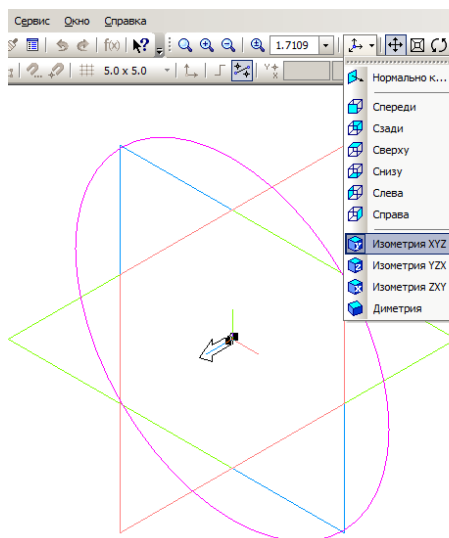 Сервис Окно Справка
f(x) 1.7109
5.0 x 5.0 Y X
Нормально к...
Спереди
Сзади
Сверху
Снизу
Слева
Справа
Изометрия XYZ
Изометрия YZX
Изометрия ZXY
Диметрия